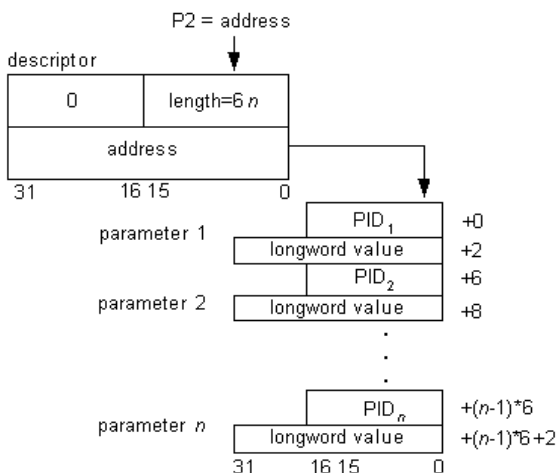 P2 = address
descriptor
0 length=6 n
address
31 16 15 0
PID1 +0
parameter 1
longword value +2
PID2 +6
parameter 2
longword value +8
PIDn +(n-1)*6
parameter n
longword value +(n-1)*6+2
31 16 15 0